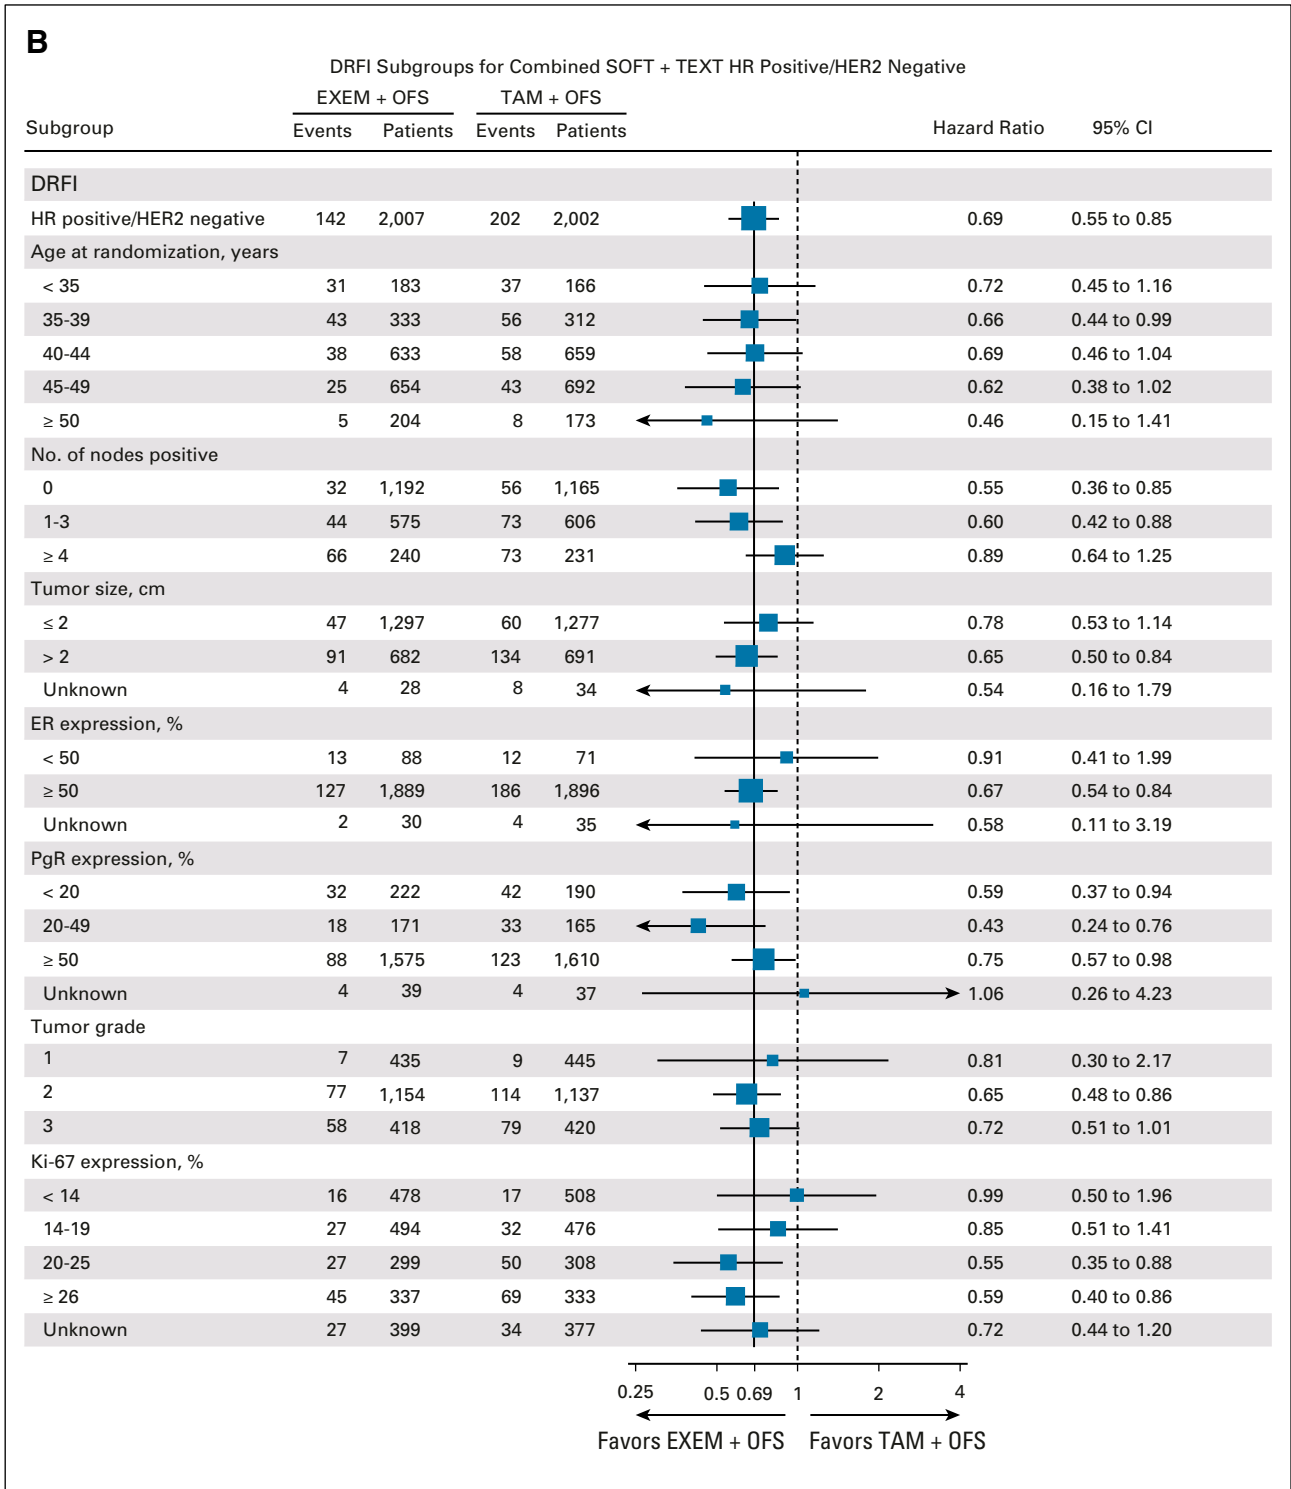 B
DRFI Subgroups for Combined SOFT + TEXT HR Positive/HER2 Negative
EXEM + OFS TAM + OFS
Subgroup Events Patients Events Patients Hazard Ratio 95% CI
DRFI
HR positive/HER2 negative 142 2,007 202 2,002 0.69 0.55 to 0.85
Age at randomization, years
< 35 31 183 37 166 0.72 0.45 to 1.16
35-39 43 333 56 312 0.66 0.44 to 0.99
40-44 38 633 58 659 0.69 0.46 to 1.04
45-49 25 654 43 692 0.62 0.38 to 1.02
≥ 50 5 204 8 173 0.46 0.15 to 1.41
No. of nodes positive
0 32 1,192 56 1,165 0.55 0.36 to 0.85
1-3 44 575 73 606 0.60 0.42 to 0.88
≥ 4 66 240 73 231 0.89 0.64 to 1.25
Tumor size, cm
≤ 2 47 1,297 60 1,277 0.78 0.53 to 1.14
> 2 91 682 134 691 0.65 0.50 to 0.84
Unknown 4 28 8 34 0.54 0.16 to 1.79
ER expression, %
< 50 13 88 12 71 0.91 0.41 to 1.99
≥ 50 127 1,889 186 1,896 0.67 0.54 to 0.84
Unknown 2 30 4 35 0.58 0.11 to 3.19
PgR expression, %
< 20 32 222 42 190 0.59 0.37 to 0.94
20-49 18 171 33 165 0.43 0.24 to 0.76
≥ 50 88 1,575 123 1,610 0.75 0.57 to 0.98
Unknown 4 39 4 37 1.06 0.26 to 4.23
Tumor grade
1 7 435 9 445 0.81 0.30 to 2.17
2 77 1,154 114 1,137 0.65 0.48 to 0.86
3 58 418 79 420 0.72 0.51 to 1.01
Ki-67 expression, %
< 14 16 478 17 508 0.99 0.50 to 1.96
14-19 27 494 32 476 0.85 0.51 to 1.41
20-25 27 299 50 308 0.55 0.35 to 0.88
≥ 26 45 337 69 333 0.59 0.40 to 0.86
Unknown 27 399 34 377 0.72 0.44 to 1.20
0.25 0.5 0.69 1 2 4
Favors EXEM + OFS Favors TAM + OFS